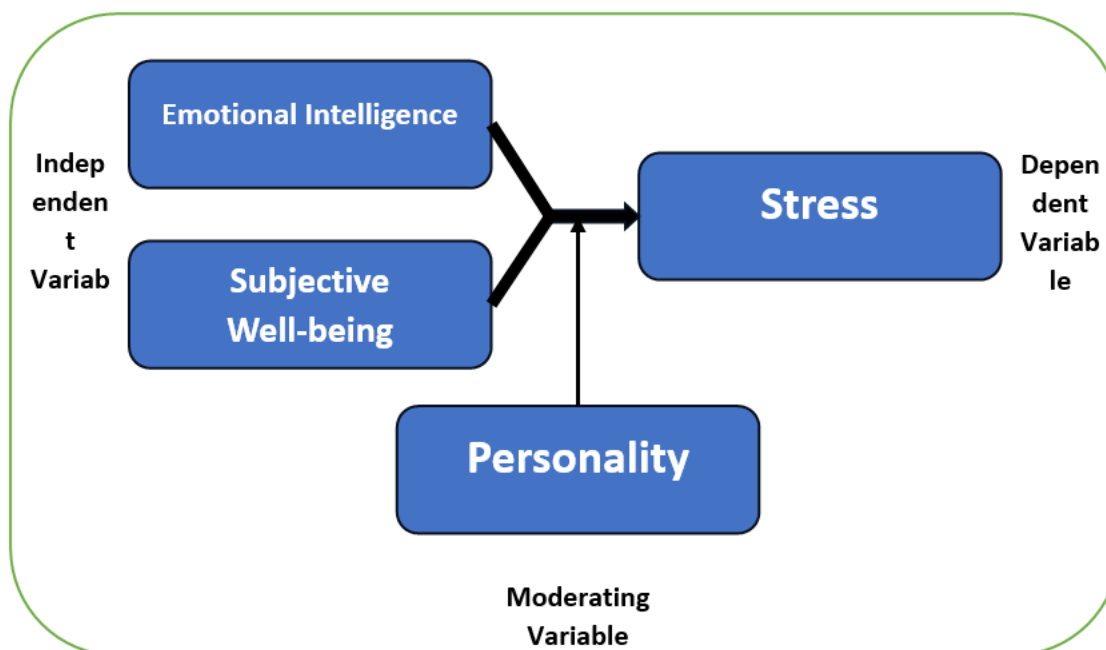 Emotional Intelligence
Indep
enden
t
Variab
Subjective
Well-being
Stress
Depen
dent
Variab
le
Personality
Moderating
Variable